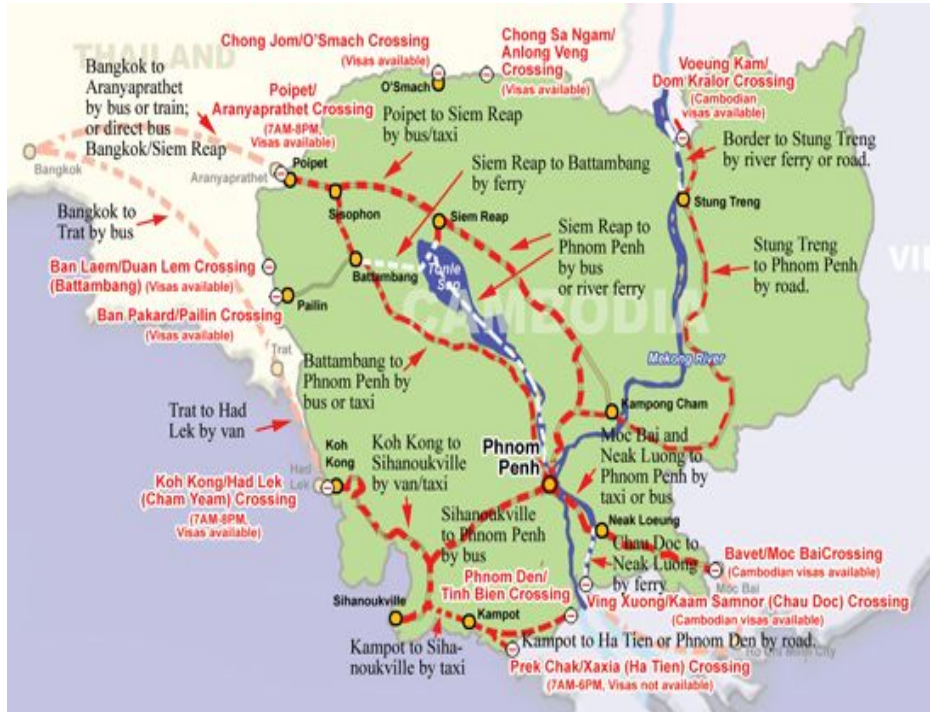 THAILAND
Chong Jom/O'Smach Crossing
(Visas available)
O'Smach
Chong Sa Ngam/
Anlong Veng
Crossing
(Visas available)
Voeung Kam/
Dom Kralor Crossing
(Cambodian
visas available)
Bangkok to
Aranyaprathet
by bus or train;
or direct bus
Bangkok/Siem Reap
Poipet/
Aranyaprathet Crossing
(7AM-8PM,
Visas available)
Poipet to Siem Reap
by bus/taxi
Border to Stung Treng
by river ferry or road.
Siem Reap to Battambang
by ferry
Bangkok
Aranyaprathet
Poipet
Sisophon
Siem Reap
Stung Treng
Bangkok to
Trat by bus
Siem Reap to
Phnom Penh
by bus
or river ferry
Stung Treng
to Phnom Penh
by road.
VI
Ban Laem/Duan Lem Crossing
(Battambang) (Visas available)
Battambang
Tonle
Sap
CAMBODIA
Pailin
Ban Pakard/Pailin Crossing
(Visas available)
Trat
Battambang to
Phnom Penh by
bus or taxi
Mekong River
Kampong Cham
Trat to Had
Lek by van
Koh
Kong
Koh Kong to
Sihanoukville
by van/taxi
Phnom
Penh
Moc Bai and
Neak Luong to
Phnom Penh by
taxi or bus
Had
Lek
Koh Kong/Had Lek
(Cham Yeam) Crossing
(7AM-8PM,
Visas available)
Sihanoukville
to Phnom Penh
by bus
Neak Loeung
Chau Doc to
Neak Luong
by ferry
Bavet/Moc BaiCrossing
(Cambodian visas available)
Moc Bai
Phnom Den/
Tinh Bien Crossing
Ving Xuong/Kaam Samnor (Chau Doc) Crossing
(Cambodian visas available)
Sihanoukville
Kampot
Kampot to Siha-
noukville by taxi
Kampot to Ha Tien or Phnom Den by road.
Ho Chi Minh City
Prek Chak/Xaxia (Ha Tien) Crossing
(7AM-6PM, Visas not available)